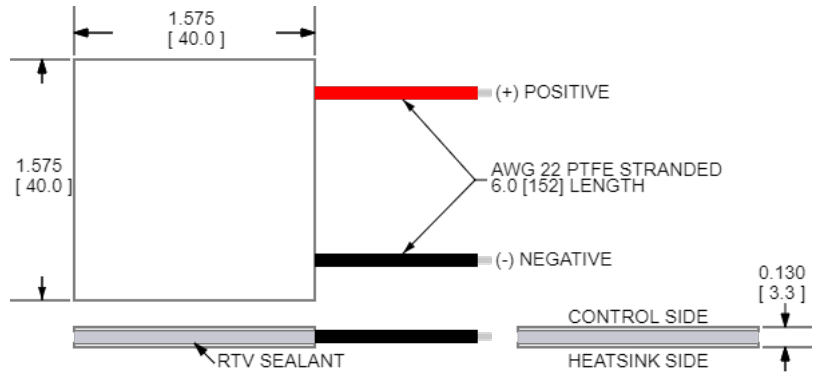 1.575
[ 40.0 ]
(+) POSITIVE
1.575
[ 40.0 ]
AWG 22 PTFE STRANDED
6.0 [152] LENGTH
(-) NEGATIVE
0.130
[ 3.3 ]
CONTROL SIDE
RTV SEALANT
HEATSINK SIDE